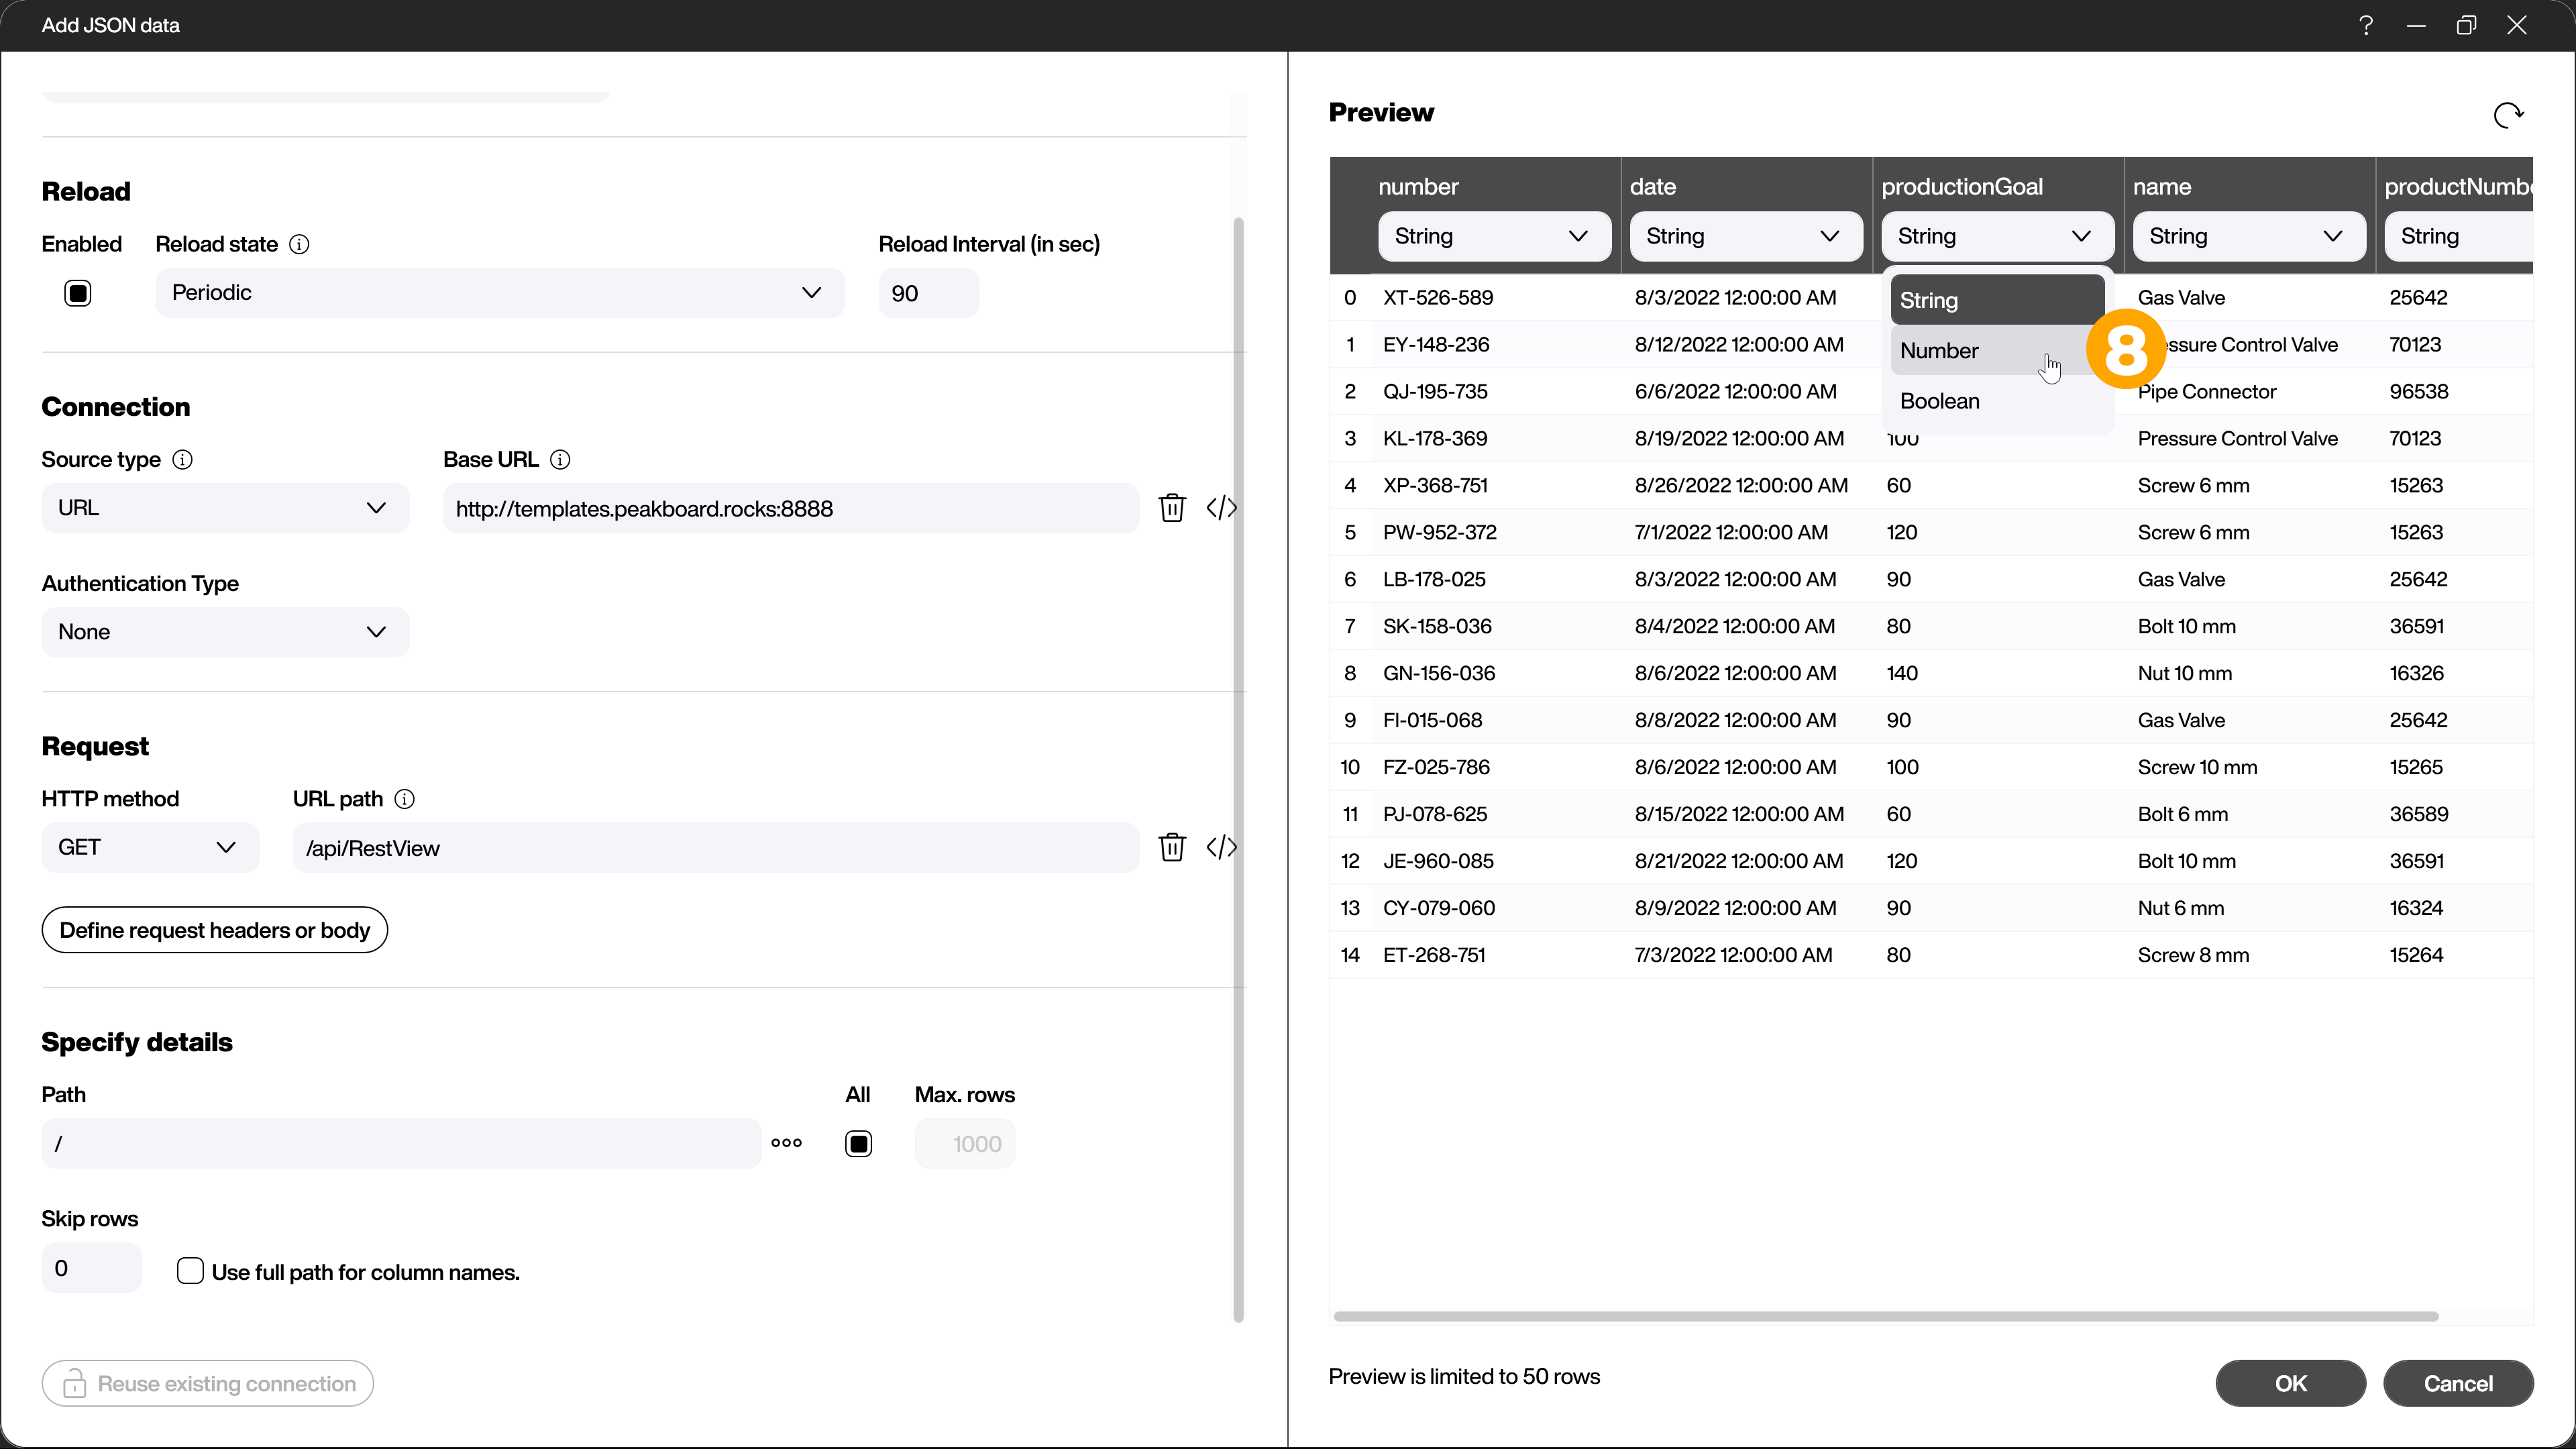 Add JSON data
Reload
Enabled Reload state Reload Interval (in sec)
Periodic 90
Connection
Source type Base URL
URL http://templates.peakboard.rocks:8888
Authentication Type
None
Request
HTTP method URL path
GET /api/RestView
Define request headers or body
Specify details
Path All Max. rows
/ 1000
Skip rows
0 Use full path for column names.
Reuse existing connection
Preview
number date productionGoal name productNumb
String String String String String
String
Number
Boolean
8
0 XT-526-589 8/3/2022 12:00:00 AM Gas Valve 25642
1 EY-148-236 8/12/2022 12:00:00 AM essure Control Valve 70123
2 QJ-195-735 6/6/2022 12:00:00 AM Pipe Connector 96538
3 KL-178-369 8/19/2022 12:00:00 AM 100 Pressure Control Valve 70123
4 XP-368-751 8/26/2022 12:00:00 AM 60 Screw 6 mm 15263
5 PW-952-372 7/1/2022 12:00:00 AM 120 Screw 6 mm 15263
6 LB-178-025 8/3/2022 12:00:00 AM 90 Gas Valve 25642
7 SK-158-036 8/4/2022 12:00:00 AM 80 Bolt 10 mm 36591
8 GN-156-036 8/6/2022 12:00:00 AM 140 Nut 10 mm 16326
9 FI-015-068 8/8/2022 12:00:00 AM 90 Gas Valve 25642
10 FZ-025-786 8/6/2022 12:00:00 AM 100 Screw 10 mm 15265
11 PJ-078-625 8/15/2022 12:00:00 AM 60 Bolt 6 mm 36589
12 JE-960-085 8/21/2022 12:00:00 AM 120 Bolt 10 mm 36591
13 CY-079-060 8/9/2022 12:00:00 AM 90 Nut 6 mm 16324
14 ET-268-751 7/3/2022 12:00:00 AM 80 Screw 8 mm 15264
Preview is limited to 50 rows
OK Cancel